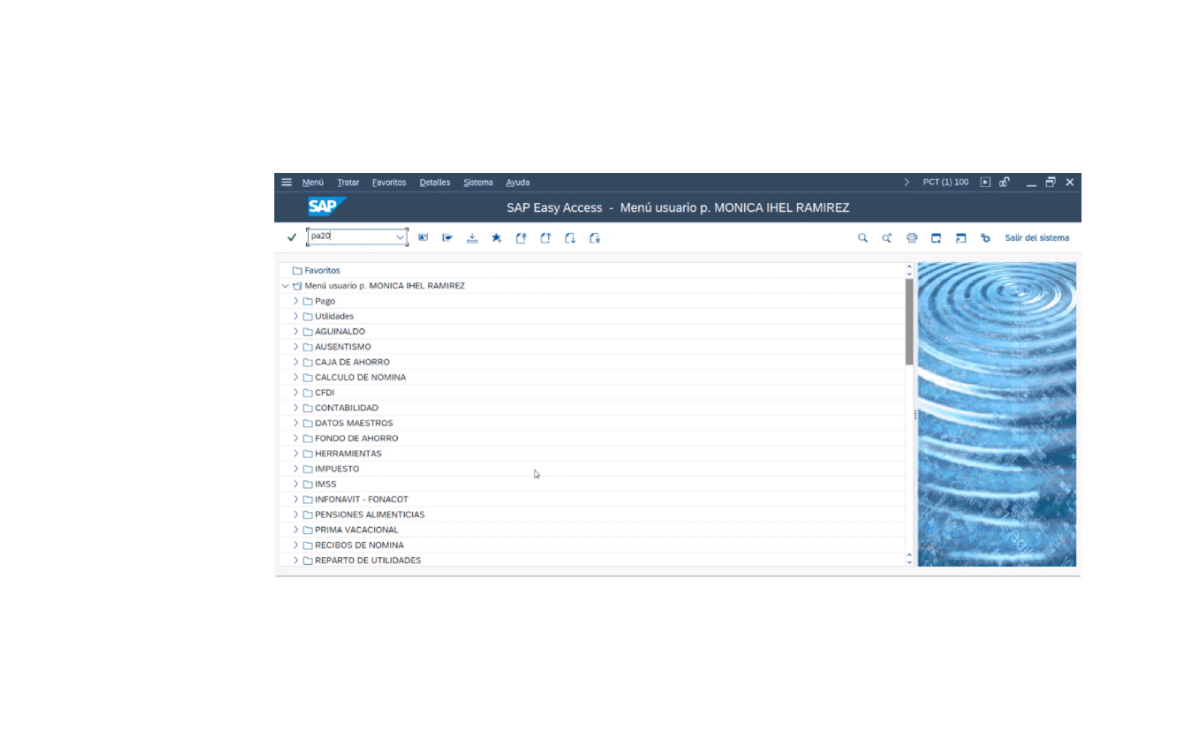 Menú Tratar Favoritos Detalles Sistema Ayuda PCT (1) 100
SAP SAP Easy Access - Menú usuario p. MONICA IHEL RAMIREZ
pa20 Salir del sistema
Favoritos
Menú usuario p. MONICA IHEL RAMIREZ
Pago
Utilidades
AGUINALDO
AUSENTISMO
CAJA DE AHORRO
CALCULO DE NOMINA
CFDI
CONTABILIDAD
DATOS MAESTROS
FONDO DE AHORRO
HERRAMIENTAS
IMPUESTO
IMSS
INFONAVIT - FONACOT
PENSIONES ALIMENTICIAS
PRIMA VACACIONAL
RECIBOS DE NOMINA
REPARTO DE UTILIDADES